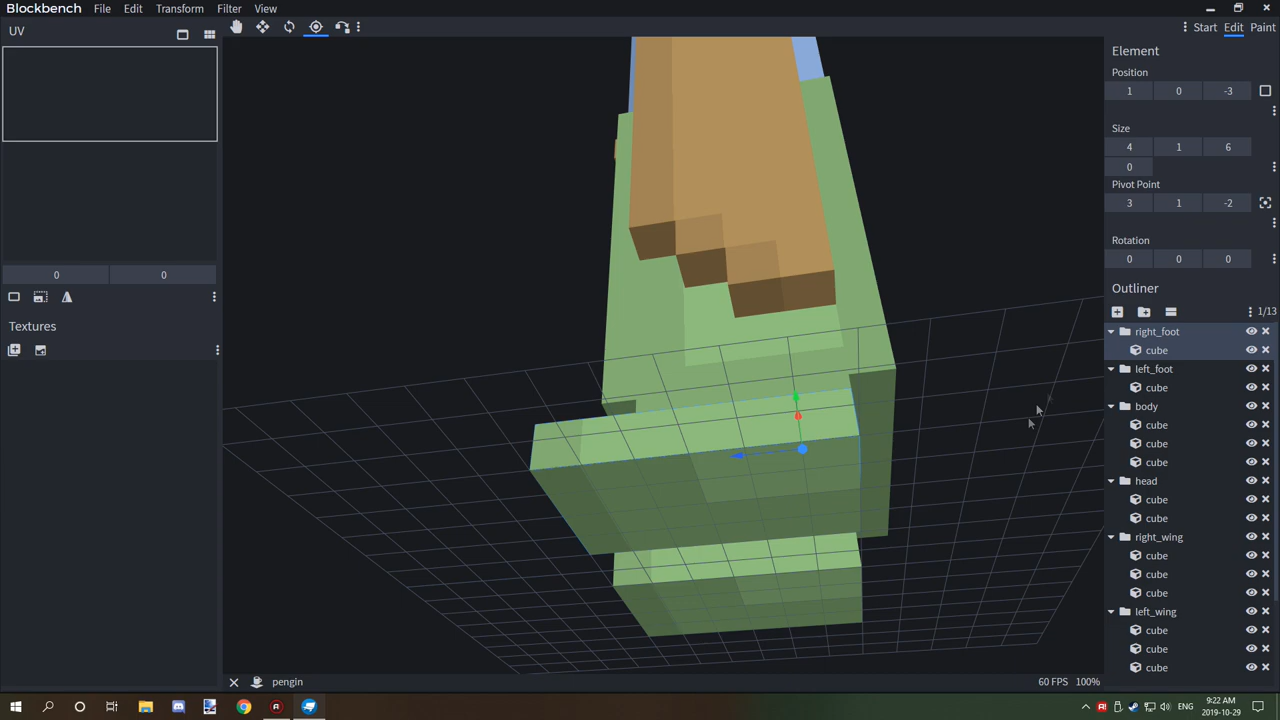 Blockbench
File
Edit
Transform
Filter
View
UV
Start
Edit
Paint
Element
Position
1
0
-3
Size
4
1
6
0
Pivot Point
3
1
-2
Rotation
0
0
0
Outliner
1/13
right_foot
cube
left_foot
cube
body
cube
cube
cube
head
cube
cube
right_wing
cube
cube
cube
left_wing
cube
cube
cube
0
0
Textures
pengin
60 FPS
100%
ENG
9:22 AM
2019-10-29